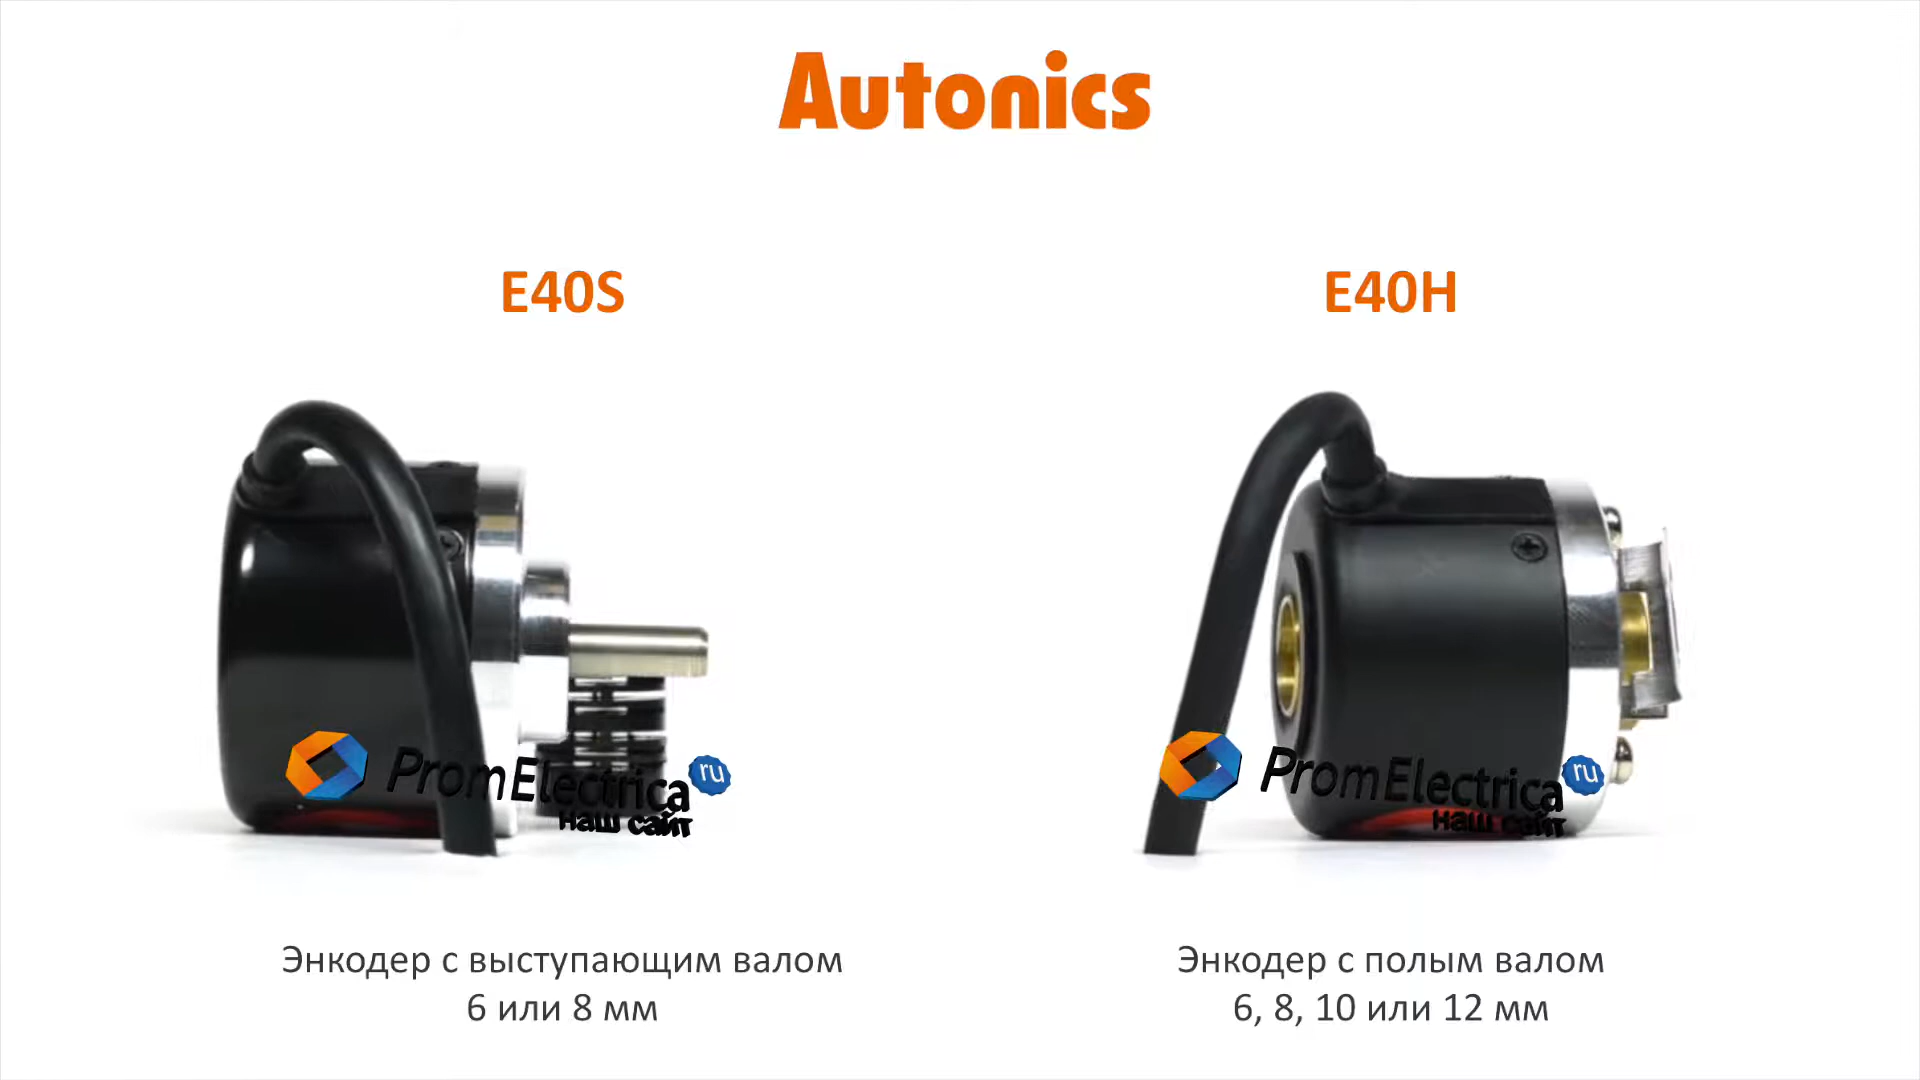 Autonics
E40S
E40H
PromElectrica ru
наш сайт
PromElectrica ru
наш сайт
Энкодер с выступающим валом
6 или 8 мм
Энкодер с полым валом
6, 8, 10 или 12 мм